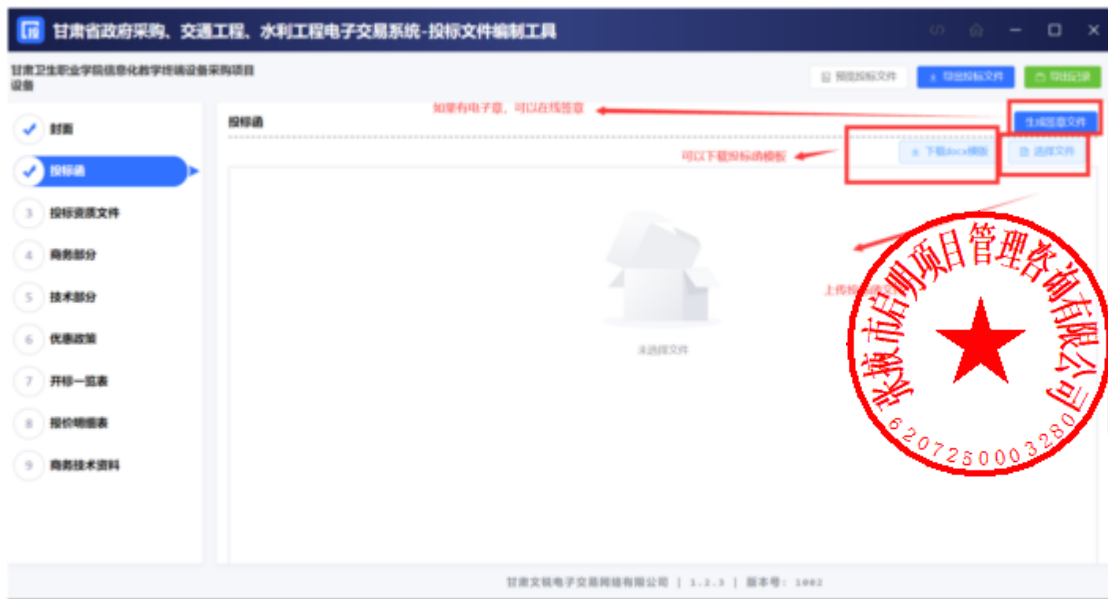 甘肃省政府采购、交通工程、水利工程电子交易系统-投标文件编制工具
甘肃卫生职业学院信息化教学终端设备采购项目
设备
预览投标文件
导出投标文件
导出记录
封面
投标函
3 投标资质文件
4 商务部分
5 技术部分
6 优惠政策
7 开标一览表
8 报价明细表
9 商务技术资料
投标函
如果有电子章，可以在线签章
生成签章文件
可以下载投标函模板
下载docx模版
选择文件
上传投标函文件
未选择文件
张掖市启明项目管理咨询有限公司
6207250003280
甘肃文锐电子交易网络有限公司 | 1.2.3 | 版本号: 1002